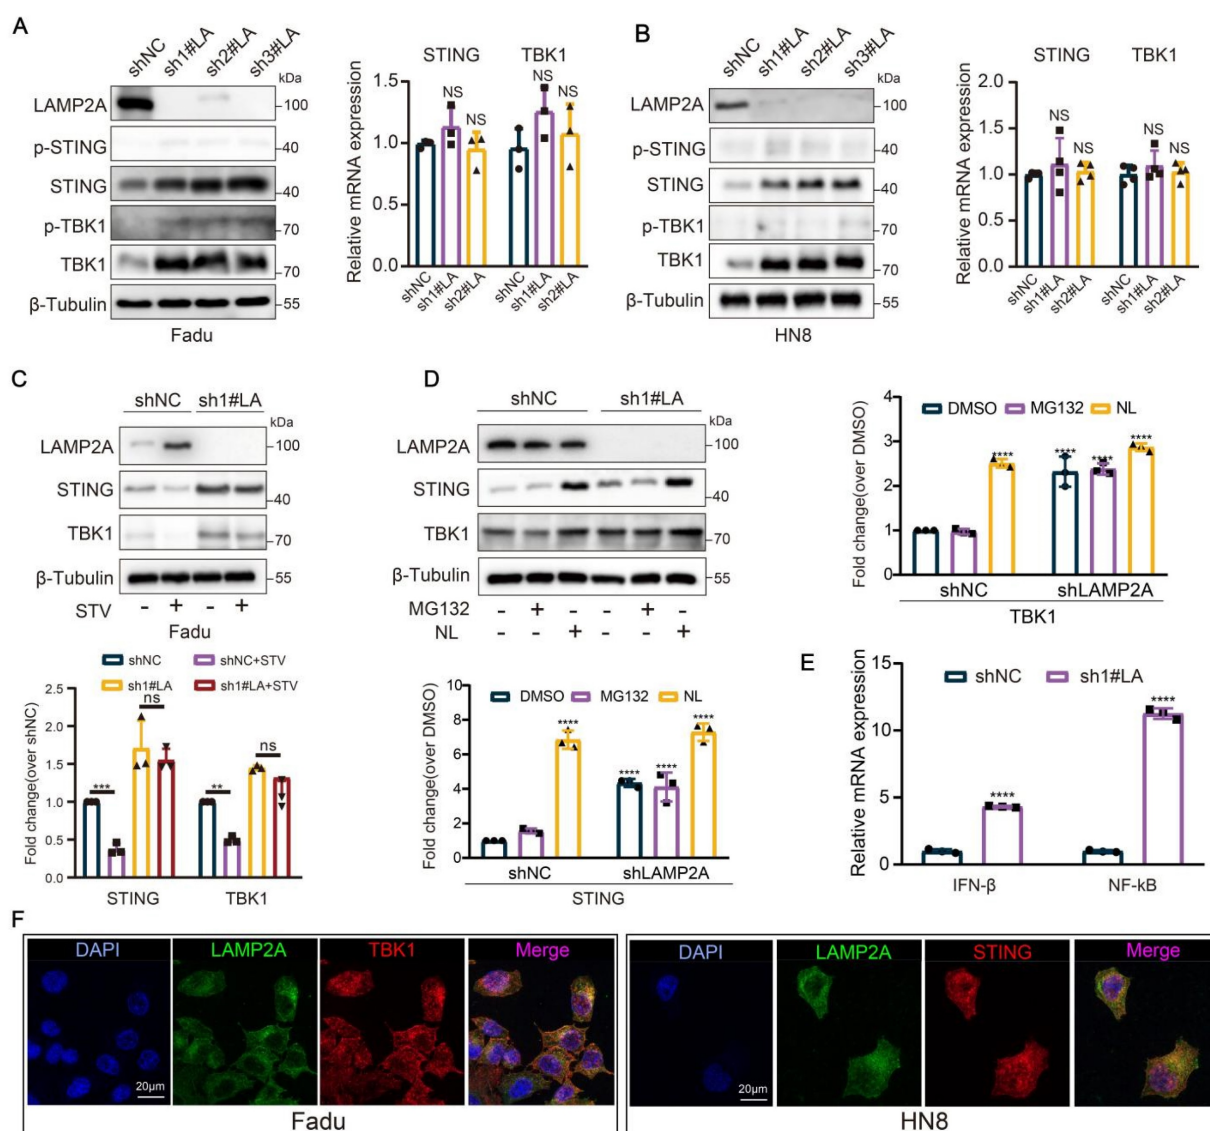 A
shNC sh1#LA sh2#LA sh3#LA
kDa
LAMP2A 100
p-STING 40
STING 40
p-TBK1 70
TBK1 70
β-Tubulin 55
Fadu
STING TBK1
Relative mRNA expression
1.5
1.0
0.5
0.0
NS NS NS NS
shNC sh1#LA sh2#LA shNC sh1#LA sh2#LA
B
shNC sh1#LA sh2#LA sh3#LA
kDa
LAMP2A 100
p-STING 40
STING 40
p-TBK1 70
TBK1 70
β-Tubulin 55
HN8
STING TBK1
Relative mRNA expression
2.0
1.5
1.0
0.5
0.0
NS NS NS NS
shNC sh1#LA sh2#LA shNC sh1#LA sh2#LA
C
shNC sh1#LA
kDa
LAMP2A 100
STING 40
TBK1 70
β-Tubulin 55
STV - + - +
Fadu
shNC shNC+STV
sh1#LA sh1#LA+STV
Fold change(over shNC)
2.5
2.0
1.5
1.0
0.5
0.0
*** ns ** ns
STING TBK1
D
shNC sh1#LA
kDa
LAMP2A 100
STING 40
TBK1 70
β-Tubulin 55
MG132 - + - - + -
NL - - + - - +
DMSO MG132 NL
Fold change(over DMSO)
4
3
2
1
0
**** **** **** ****
shNC shLAMP2A
TBK1
DMSO MG132 NL
Fold change(over DMSO)
10
8
6
4
2
0
**** **** **** ****
shNC shLAMP2A
STING
E
shNC sh1#LA
Relative mRNA expression
15
10
5
0
**** ****
IFN-β NF-kB
F
DAPI LAMP2A TBK1 Merge
20μm
Fadu
DAPI LAMP2A STING Merge
20μm
HN8